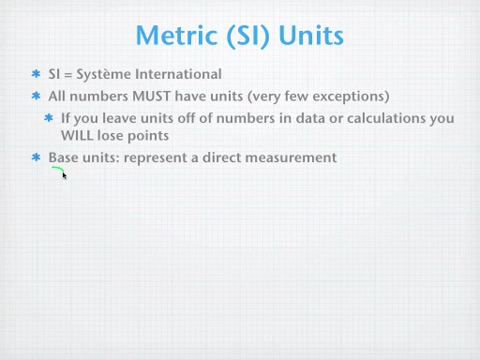 Metric (SI) Units
SI = Système International
All numbers MUST have units (very few exceptions)
If you leave units off of numbers in data or calculations you
WILL lose points
Base units: represent a direct measurement